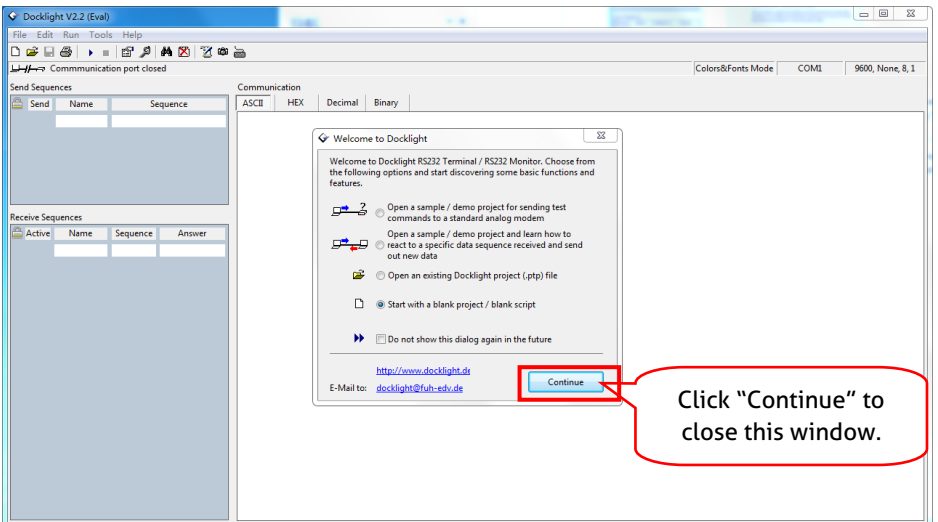 Docklight V2.2 (Eval)
File Edit Run Tools Help
Commmunication port closed
Colors&Fonts Mode COM1 9600, None, 8, 1
Send Sequences
Send Name Sequence
Communication
ASCII HEX Decimal Binary
Welcome to Docklight
Welcome to Docklight RS232 Terminal / RS232 Monitor. Choose from
the following options and start discovering some basic functions and
features.
Open a sample / demo project for sending test
commands to a standard analog modem
Open a sample / demo project and learn how to
react to a specific data sequence received and send
out new data
Open an existing Docklight project (.ptp) file
Start with a blank project / blank script
Do not show this dialog again in the future
http://www.docklight.de
E-Mail to: docklight@fuh-edv.de
Continue
Receive Sequences
Active Name Sequence Answer
Click “Continue” to
close this window.